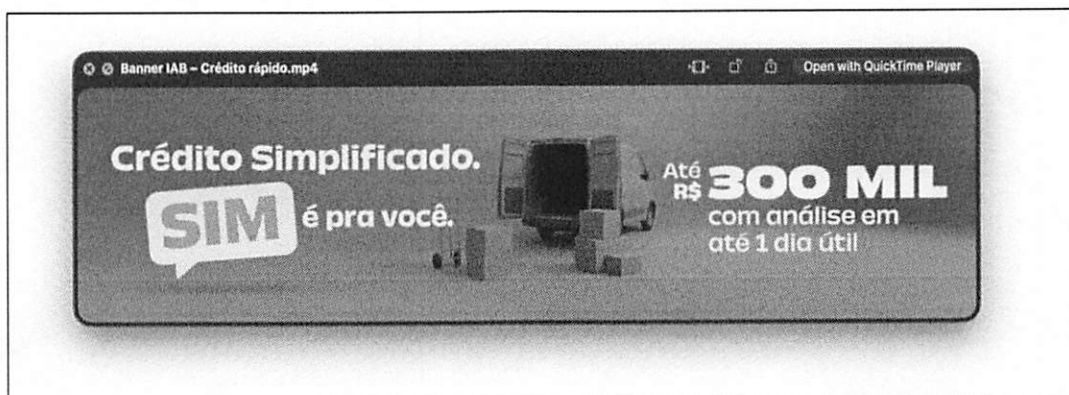 Banner IAB – Crédito rápido.mp4
Open with QuickTime Player
Crédito Simplificado.
SIM é pra você.
Até R$ 300 MIL
com análise em
até 1 dia útil